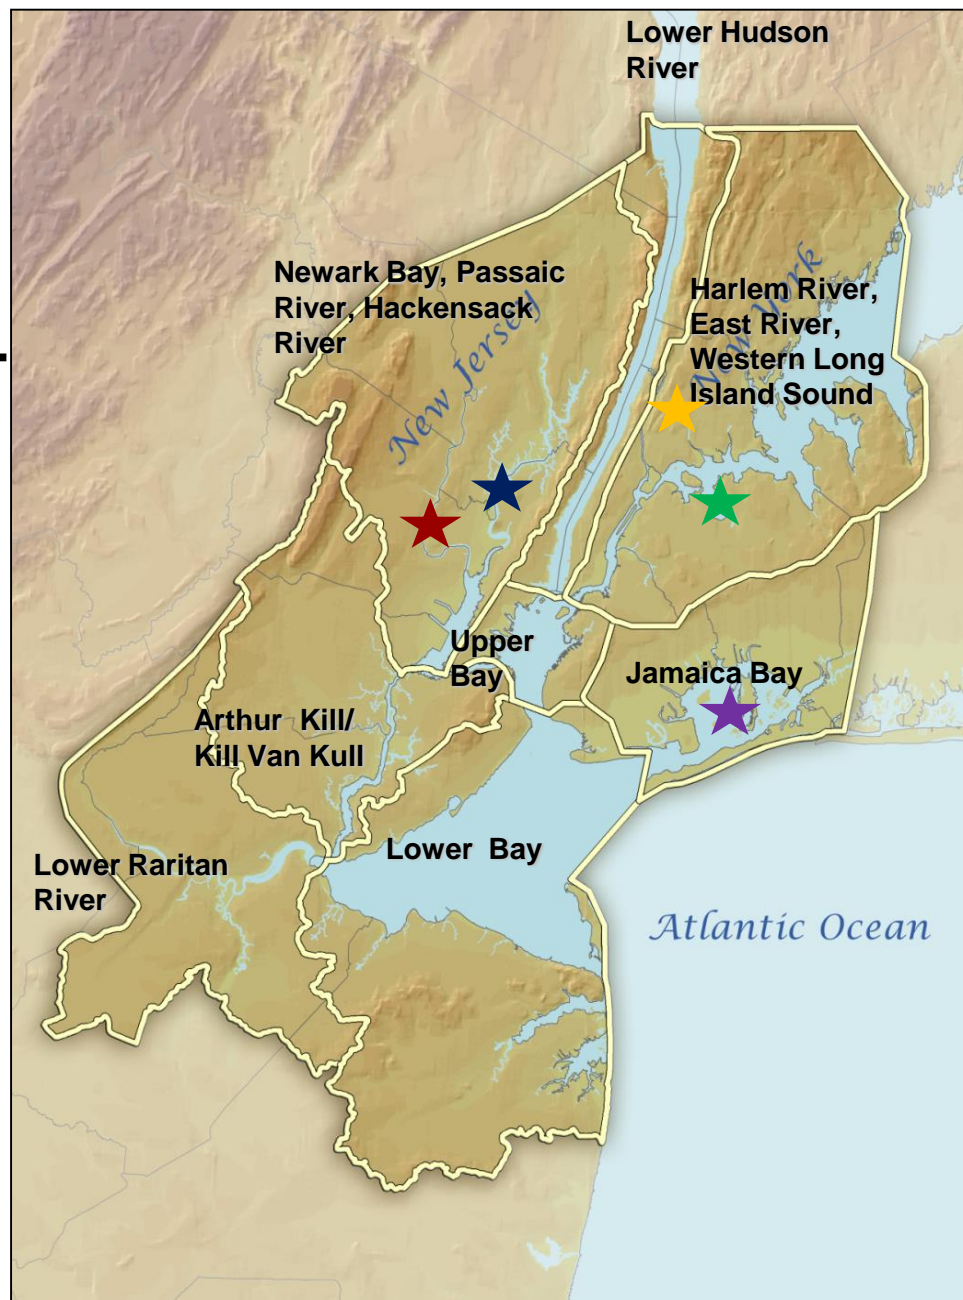 Lower Hudson
River
Newark Bay, Passaic
River, Hackensack
River
New Jersey
New York
Harlem River,
East River,
Western Long
Island Sound
Upper
Bay
Jamaica Bay
Arthur Kill/
Kill Van Kull
Lower Bay
Lower Raritan
River
Atlantic Ocean